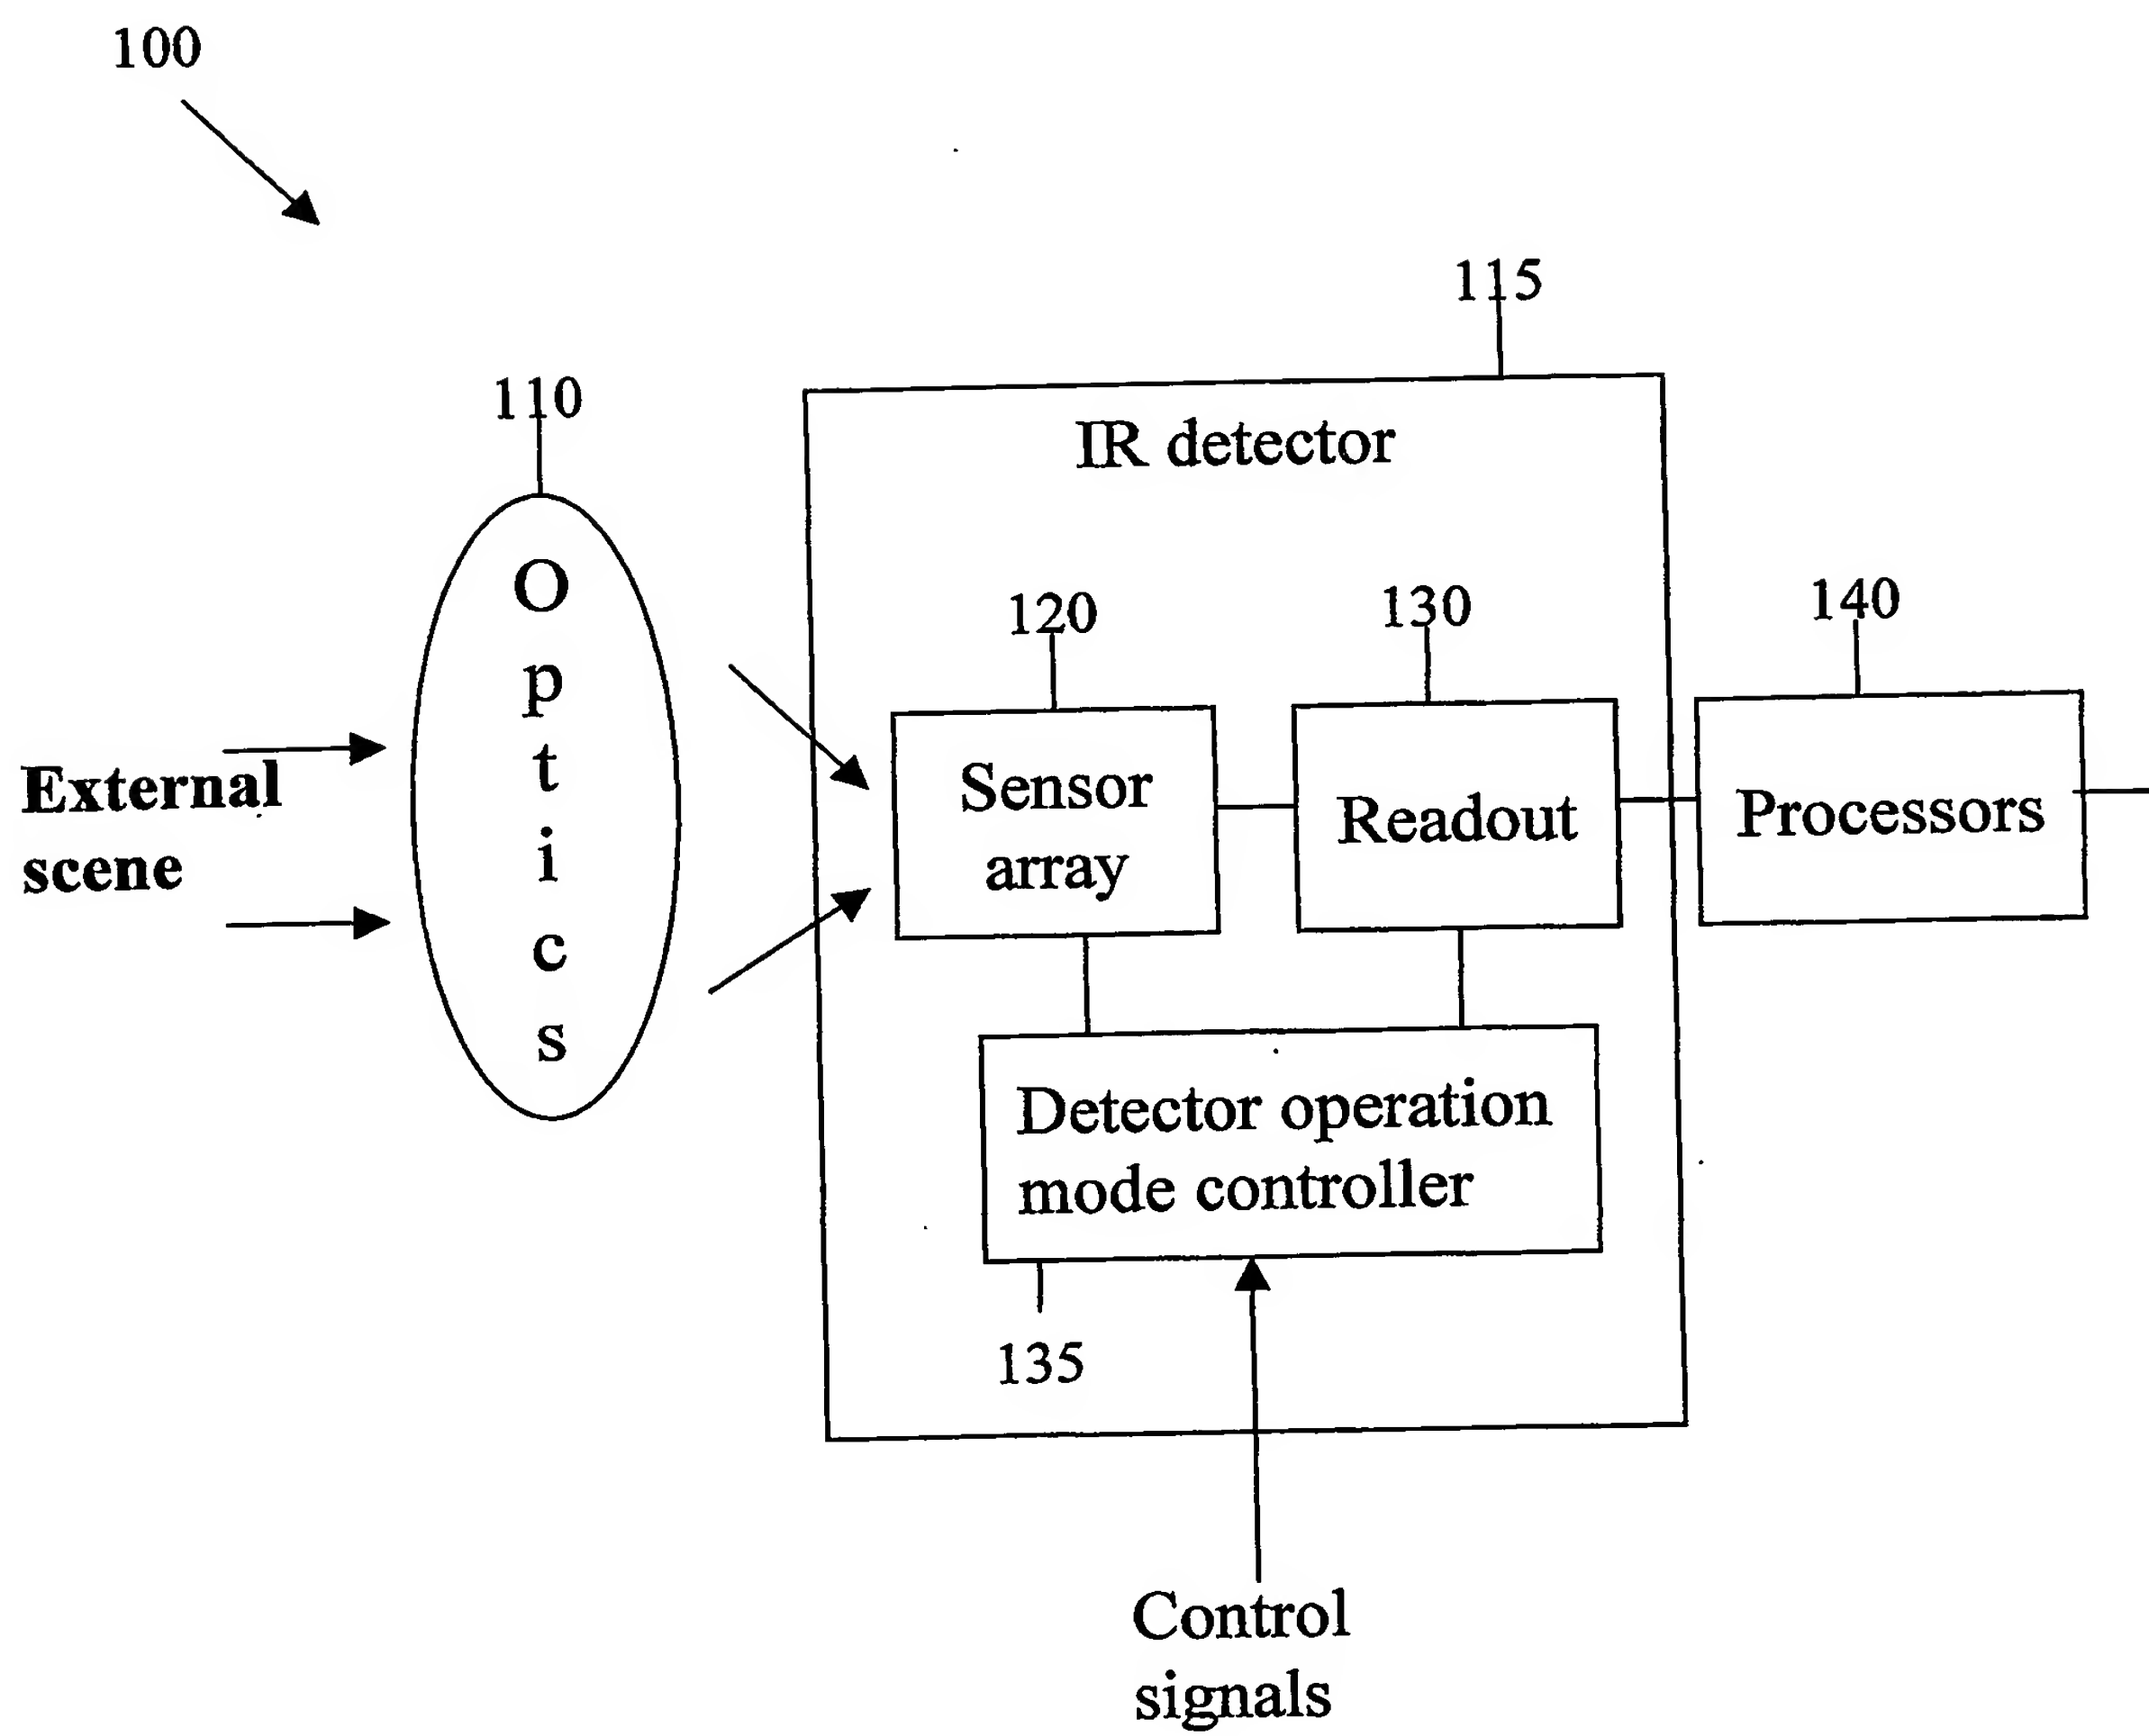 100
115
110
IR detector
Optics
120
130
140
External
scene
Sensor
array
Readout
Processors
Detector operation
mode controller
135
Control
signals